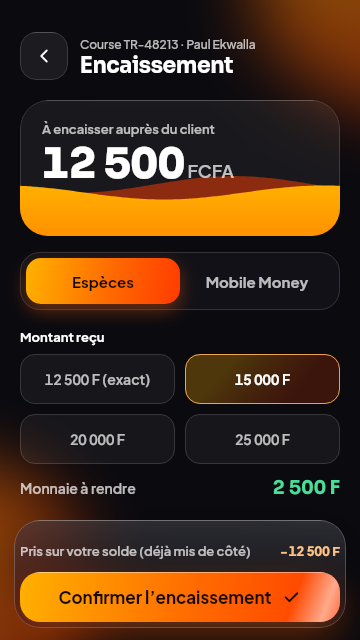 Course TR-48213 · Paul Ekwalla
Encaissement
À encaisser auprès du client
12 500 FCFA
Espèces
Mobile Money
Montant reçu
12 500 F (exact)
15 000 F
20 000 F
25 000 F
Monnaie à rendre
2 500 F
Pris sur votre solde (déjà mis de côté)
−12 500 F
Confirmer l’encaissement